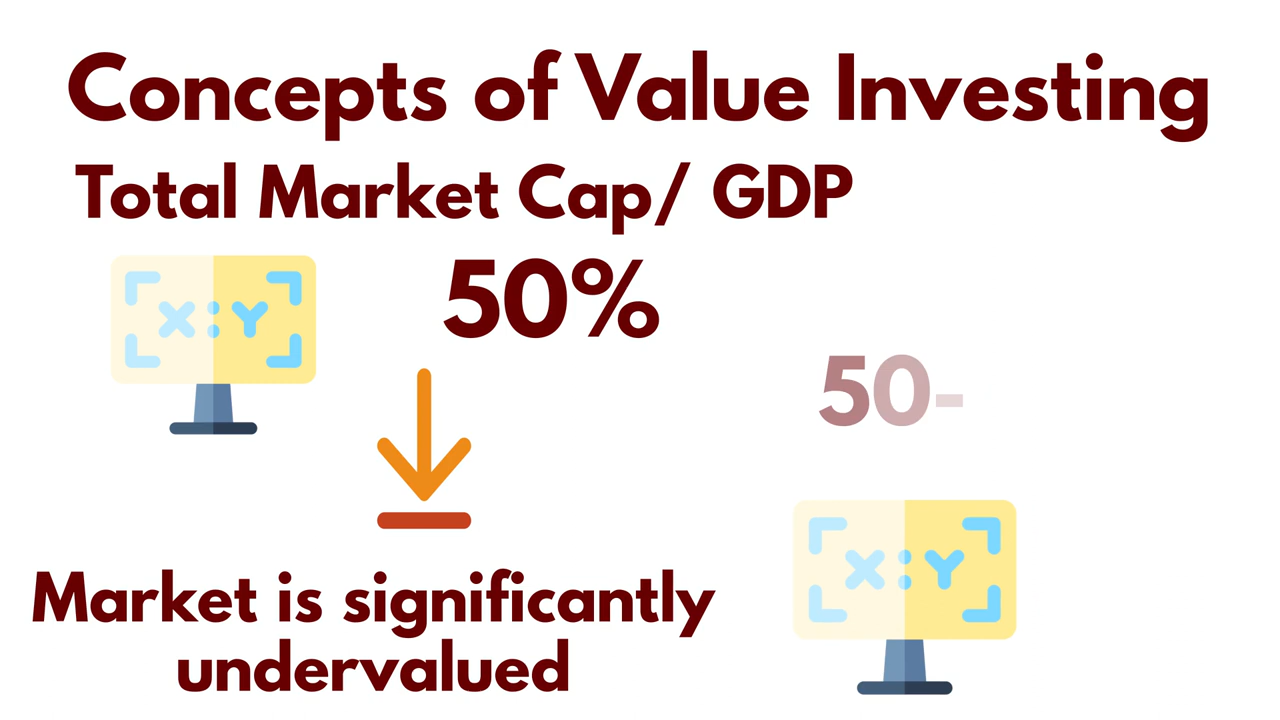 Concepts of Value Investing
Total Market Cap/ GDP
X:Y
50%
50-
X:Y
Market is significantly
undervalued